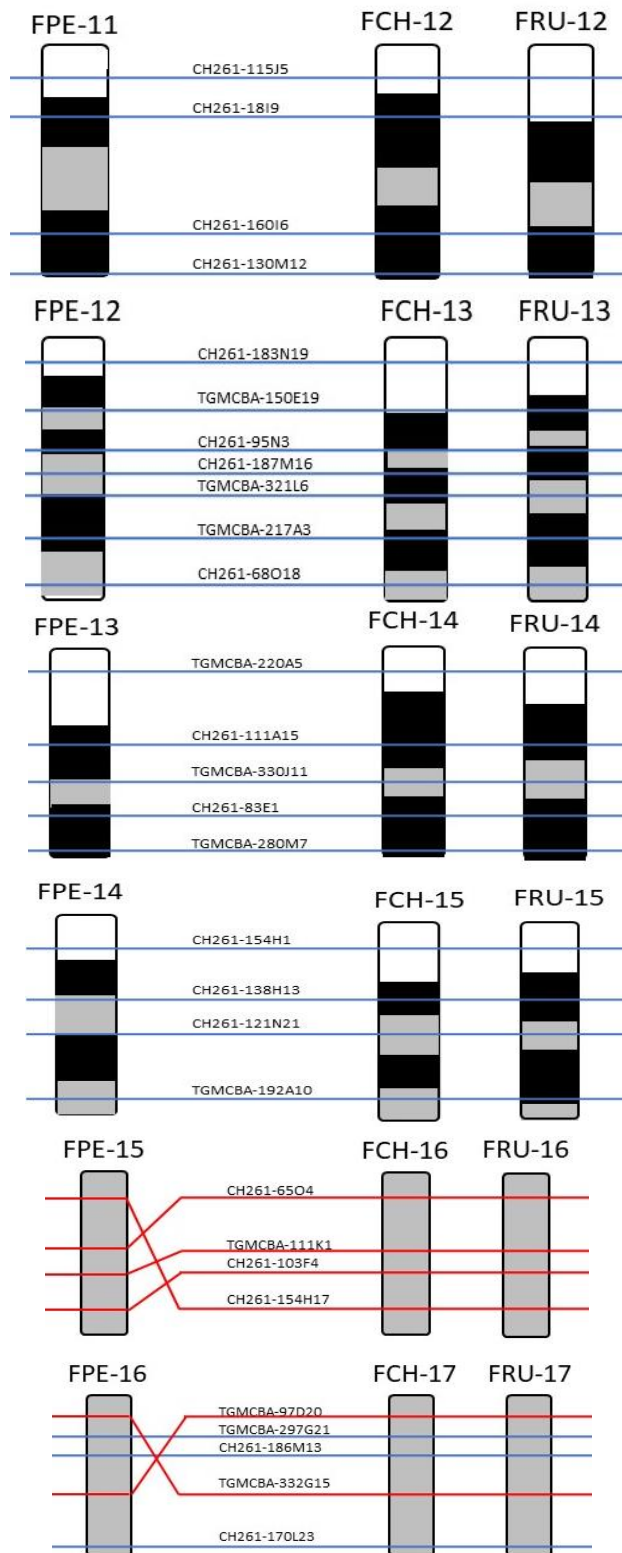 FPE-11 FCH-12 FRU-12
CH261-115J5
CH261-18I9
CH261-160I6
CH261-130M12
FPE-12 FCH-13 FRU-13
CH261-183N19
TGMCBA-150E19
CH261-95N3
CH261-187M16
TGMCBA-321L6
TGMCBA-217A3
CH261-68O18
FPE-13 FCH-14 FRU-14
TGMCBA-220A5
CH261-111A15
TGMCBA-330J11
CH261-83E1
TGMCBA-280M7
FPE-14 FCH-15 FRU-15
CH261-154H1
CH261-138H13
CH261-121N21
TGMCBA-192A10
FPE-15 FCH-16 FRU-16
CH261-65O4
TGMCBA-111K1
CH261-103F4
CH261-154H17
FPE-16 FCH-17 FRU-17
TGMCBA-97D20
TGMCBA-297G21
CH261-186M13
TGMCBA-332G15
CH261-170L23